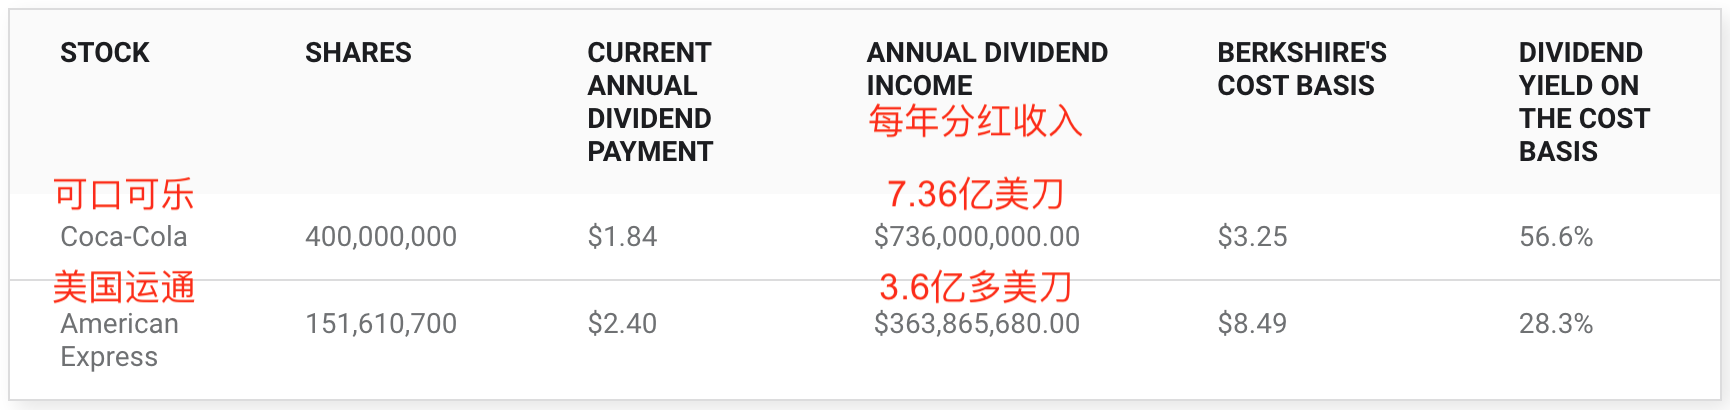 STOCK
SHARES
CURRENT
ANNUAL
DIVIDEND
PAYMENT
ANNUAL DIVIDEND
INCOME
每年分红收入
BERKSHIRE'S
COST BASIS
DIVIDEND
YIELD ON
THE COST
BASIS
可口可乐
7.36亿美刀
Coca-Cola
400,000,000
$1.84
$736,000,000.00
$3.25
56.6%
美国运通
3.6亿多美刀
American
Express
151,610,700
$2.40
$363,865,680.00
$8.49
28.3%